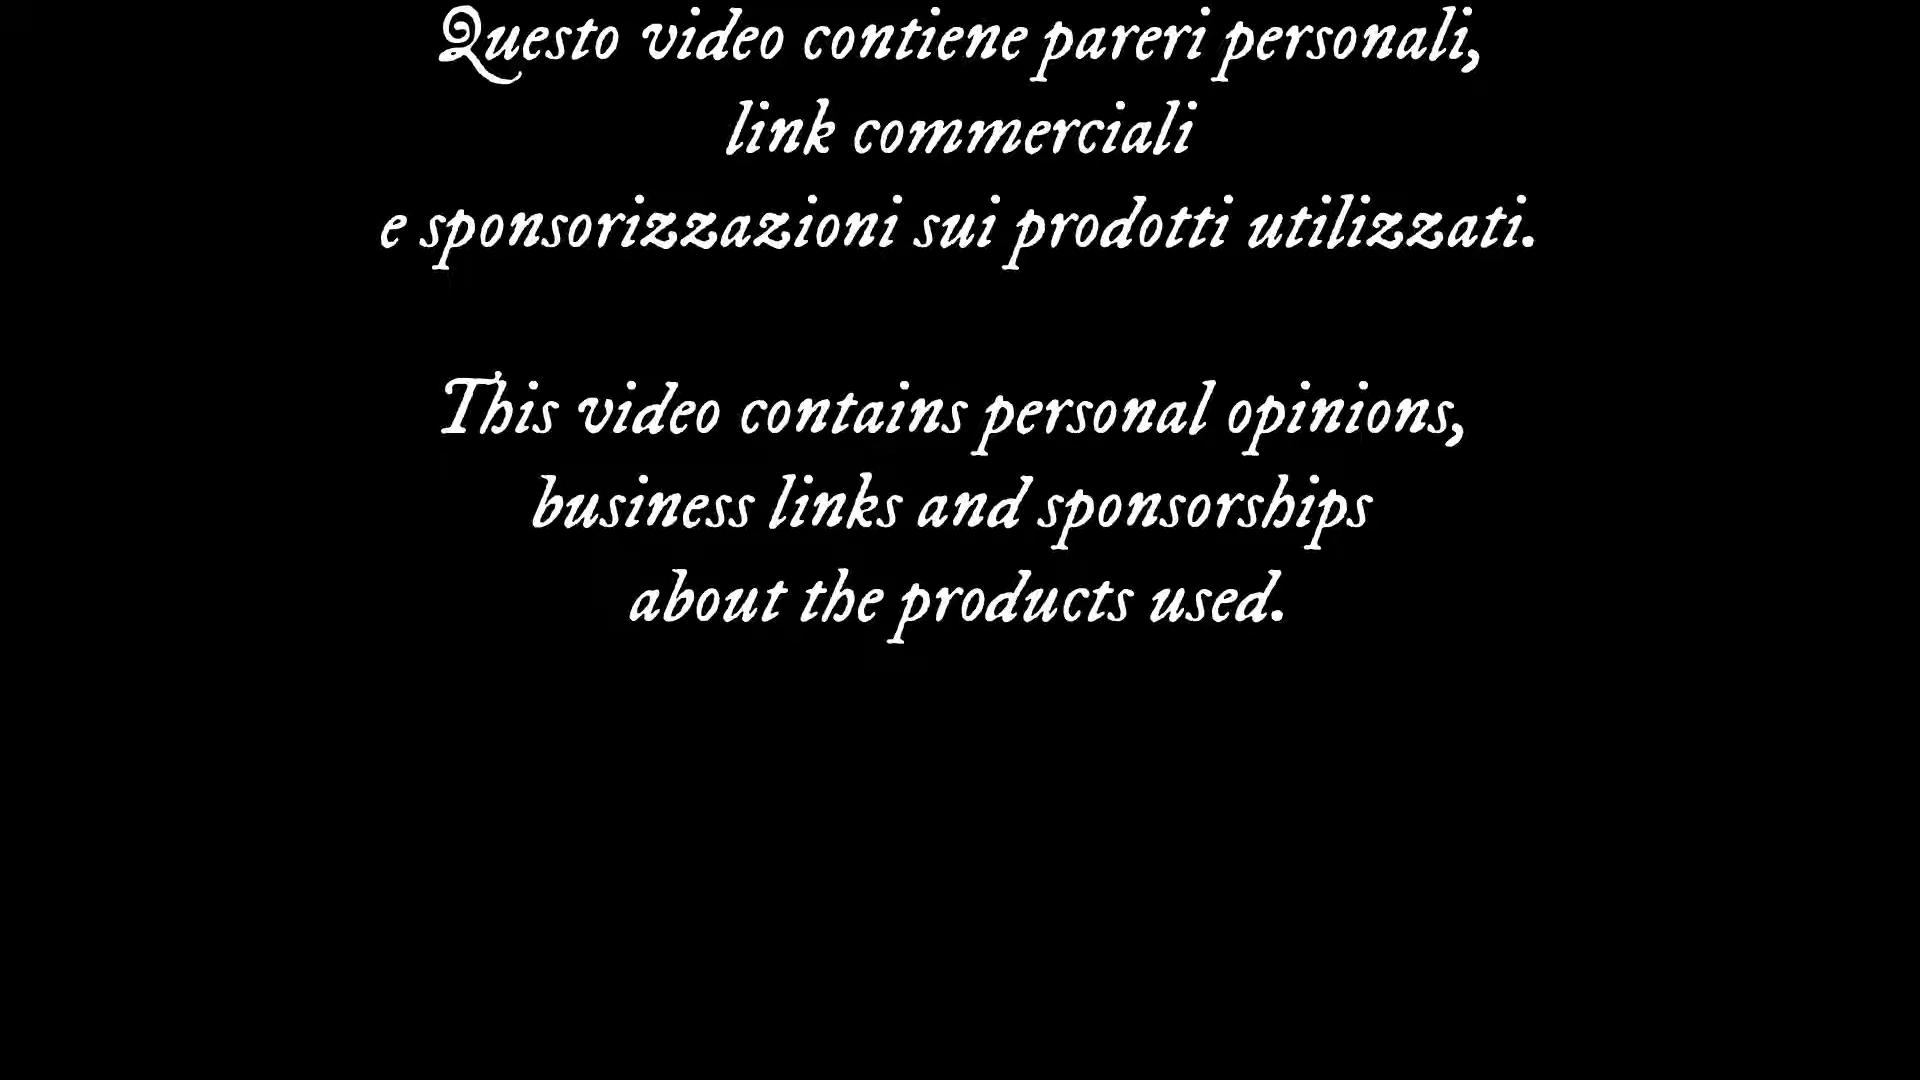 Questo video contiene pareri personali,
link commerciali
e sponsorizzazioni sui prodotti utilizzati.
This video contains personal opinions,
business links and sponsorships
about the products used.